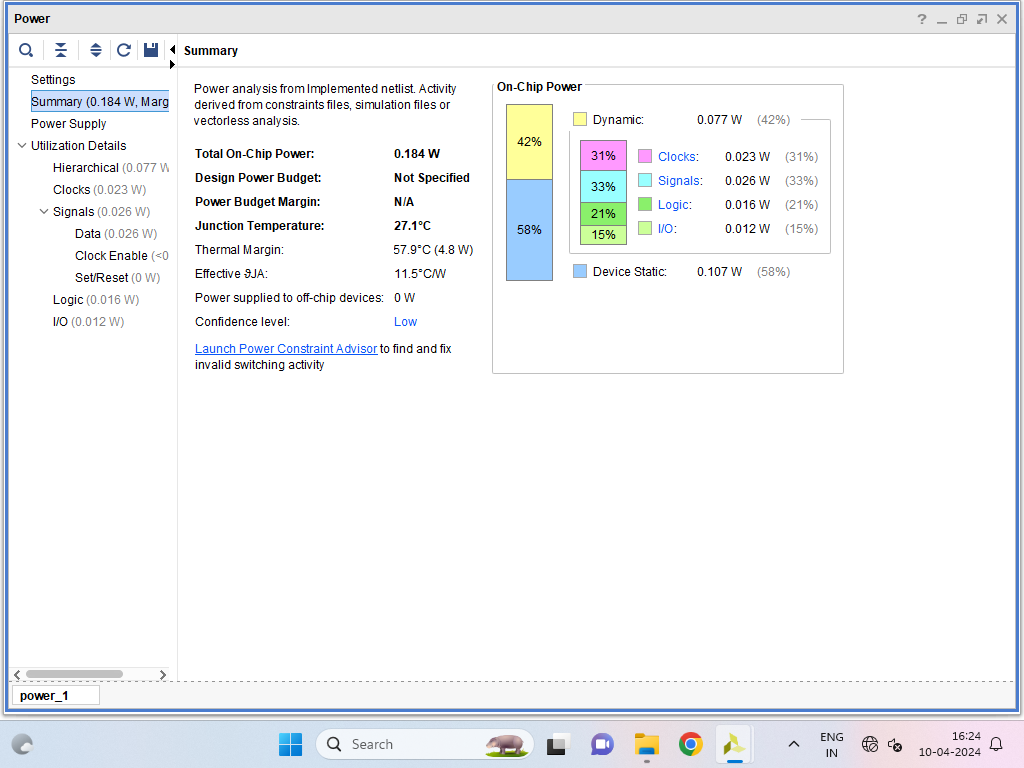 Power
Summary
Settings
Summary (0.184 W, Marg
Power Supply
Utilization Details
Hierarchical (0.077 W
Clocks (0.023 W)
Signals (0.026 W)
Data (0.026 W)
Clock Enable (<0
Set/Reset (0 W)
Logic (0.016 W)
I/O (0.012 W)
Power analysis from Implemented netlist. Activity
derived from constraints files, simulation files or
vectorless analysis.
Total On-Chip Power: 0.184 W
Design Power Budget: Not Specified
Power Budget Margin: N/A
Junction Temperature: 27.1°C
Thermal Margin: 57.9°C (4.8 W)
Effective ϑJA: 11.5°C/W
Power supplied to off-chip devices: 0 W
Confidence level: Low
Launch Power Constraint Advisor to find and fix
invalid switching activity
On-Chip Power
42%
58%
Dynamic: 0.077 W (42%)
31% Clocks: 0.023 W (31%)
33% Signals: 0.026 W (33%)
21% Logic: 0.016 W (21%)
15% I/O: 0.012 W (15%)
Device Static: 0.107 W (58%)
power_1
Search
ENG
IN
16:24
10-04-2024